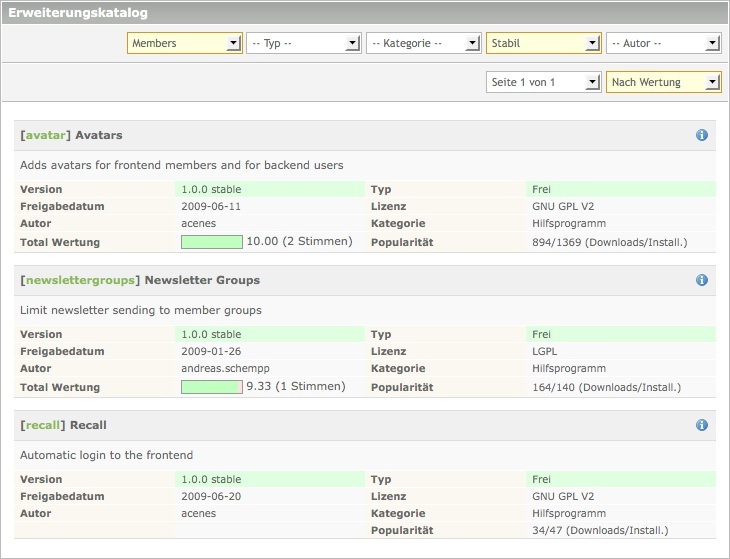 Erweiterungskatalog
Members -- Typ -- -- Kategorie -- Stabil -- Autor --
Seite 1 von 1 Nach Wertung
[avatar] Avatars
Adds avatars for frontend members and for backend users
Version 1.0.0 stable Typ Frei
Freigabedatum 2009-06-11 Lizenz GNU GPL V2
Autor acenes Kategorie Hilfsprogramm
Total Wertung 10.00 (2 Stimmen) Popularität 894/1369 (Downloads/Install.)
[newslettergroups] Newsletter Groups
Limit newsletter sending to member groups
Version 1.0.0 stable Typ Frei
Freigabedatum 2009-01-26 Lizenz LGPL
Autor andreas.schempp Kategorie Hilfsprogramm
Total Wertung 9.33 (1 Stimmen) Popularität 164/140 (Downloads/Install.)
[recall] Recall
Automatic login to the frontend
Version 1.0.0 stable Typ Frei
Freigabedatum 2009-06-20 Lizenz GNU GPL V2
Autor acenes Kategorie Hilfsprogramm
Popularität 34/47 (Downloads/Install.)